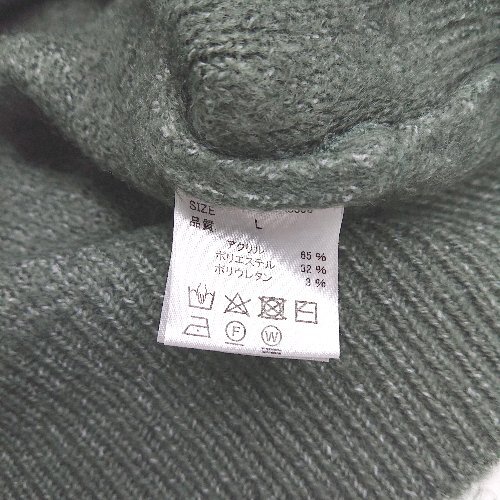 SIZE
品質 L
アクリル 65 %
ポリエステル 32 %
ポリウレタン 3 %
F W